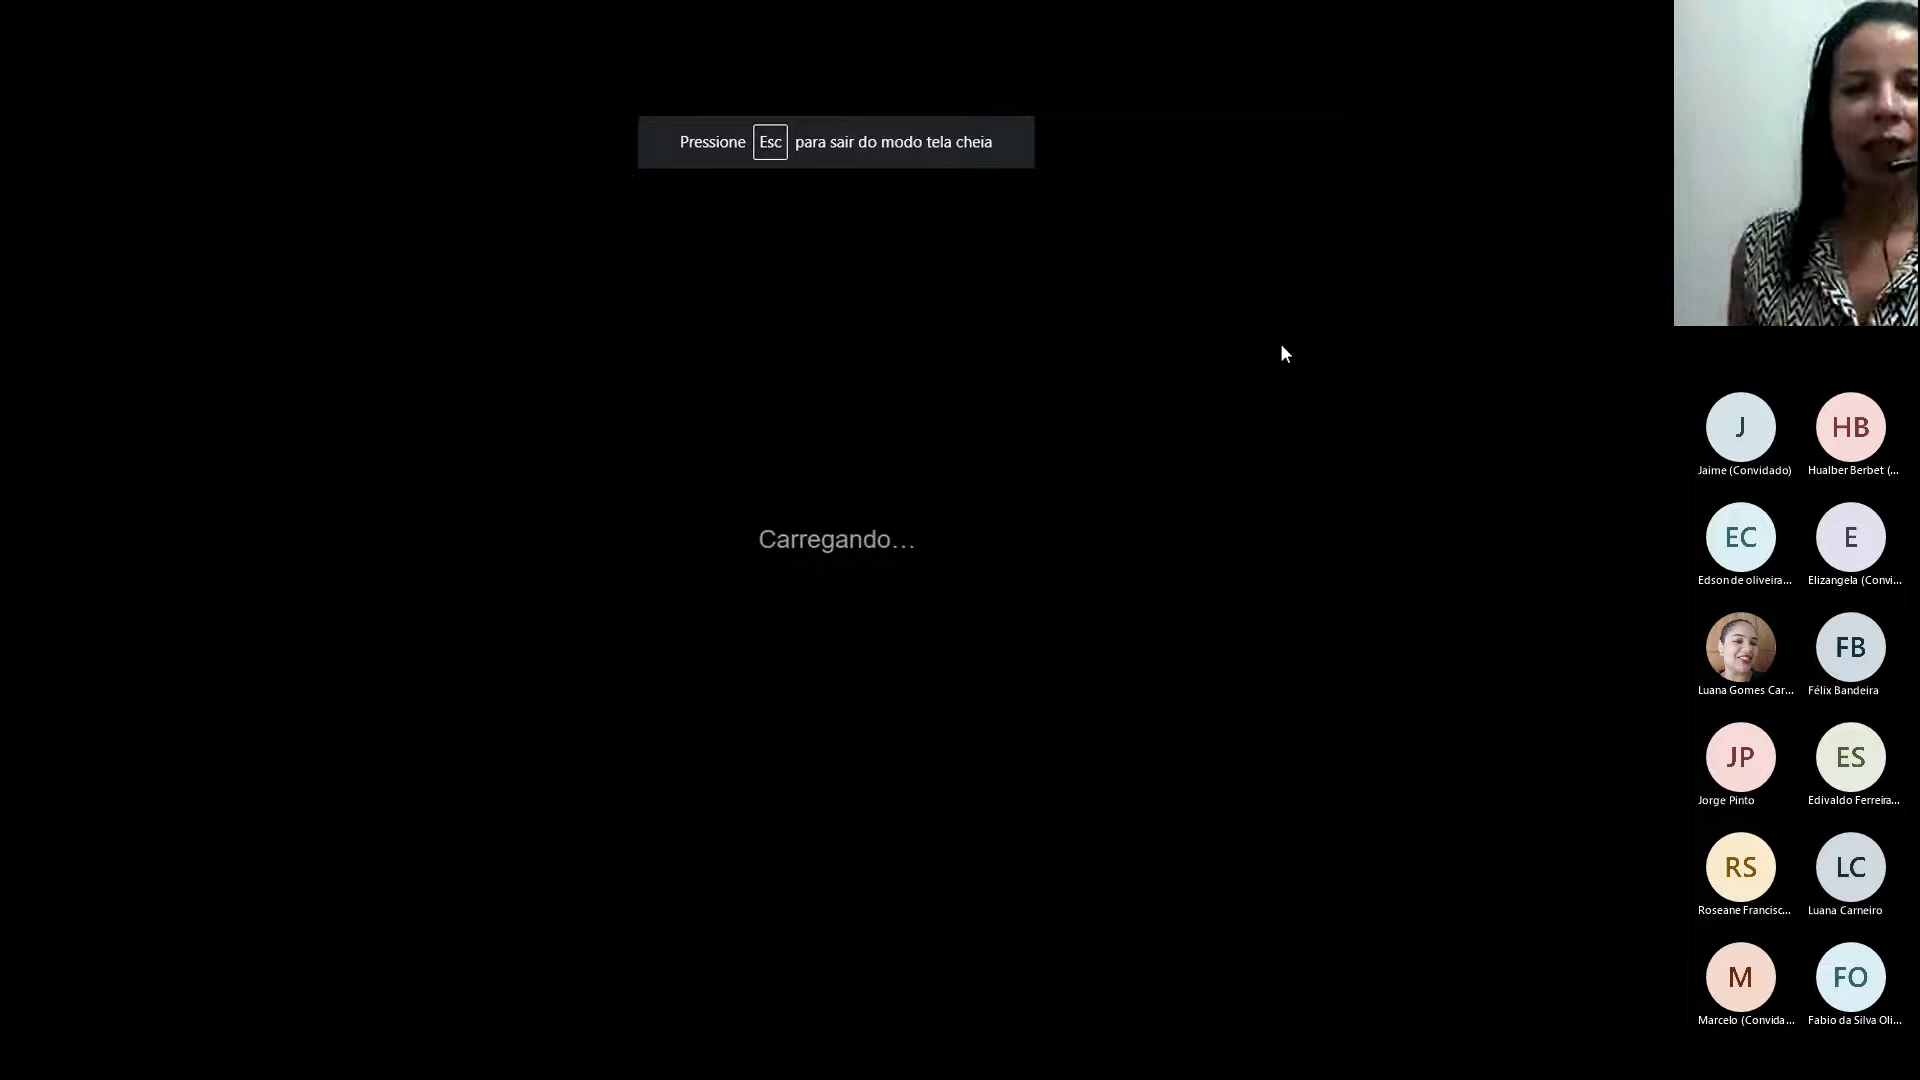 Pressione Esc para sair do modo tela cheia
Carregando...
J
HB
Jaime (Convidado)
Hualber Berbet (...
EC
E
Edson de oliveira...
Elizangela (Convi...
FB
Luana Gomes Car...
Félix Bandeira
JP
ES
Jorge Pinto
Edivaldo Ferreira...
RS
LC
Roseane Francisc...
Luana Carneiro
M
FO
Marcelo (Convida...
Fabio da Silva Oli...